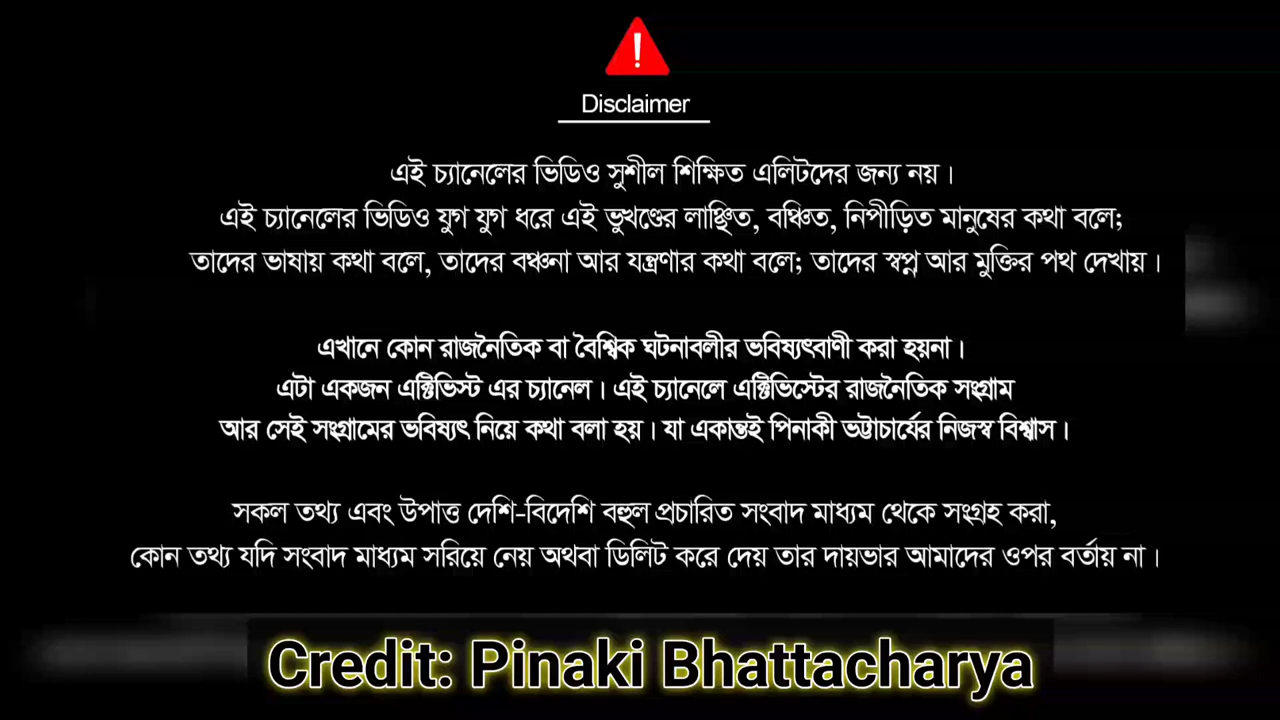 Disclaimer
এই চ্যানেলের ভিডিও সুশীল শিক্ষিত এলিটদের জন্য নয়।
এই চ্যানেলের ভিডিও যুগ যুগ ধরে এই ভুখণ্ডের লাঞ্ছিত, বঞ্চিত, নিপীড়িত মানুষের কথা বলে;
তাদের ভাষায় কথা বলে, তাদের বঞ্চনা আর যন্ত্রণার কথা বলে; তাদের স্বপ্ন আর মুক্তির পথ দেখায়।
এখানে কোন রাজনৈতিক বা বৈশ্বিক ঘটনাবলীর ভবিষ্যৎবাণী করা হয়না।
এটা একজন এক্টিভিস্ট এর চ্যানেল। এই চ্যানেলে এক্টিভিস্টের রাজনৈতিক সংগ্রাম
আর সেই সংগ্রামের ভবিষ্যৎ নিয়ে কথা বলা হয়। যা একান্তই পিনাকী ভট্টাচার্যের নিজস্ব বিশ্বাস।
সকল তথ্য এবং উপাত্ত দেশি-বিদেশি বহুল প্রচারিত সংবাদ মাধ্যম থেকে সংগ্রহ করা,
কোন তথ্য যদি সংবাদ মাধ্যম সরিয়ে নেয় অথবা ডিলিট করে দেয় তার দায়ভার আমাদের ওপর বর্তায় না।
Credit: Pinaki Bhattacharya